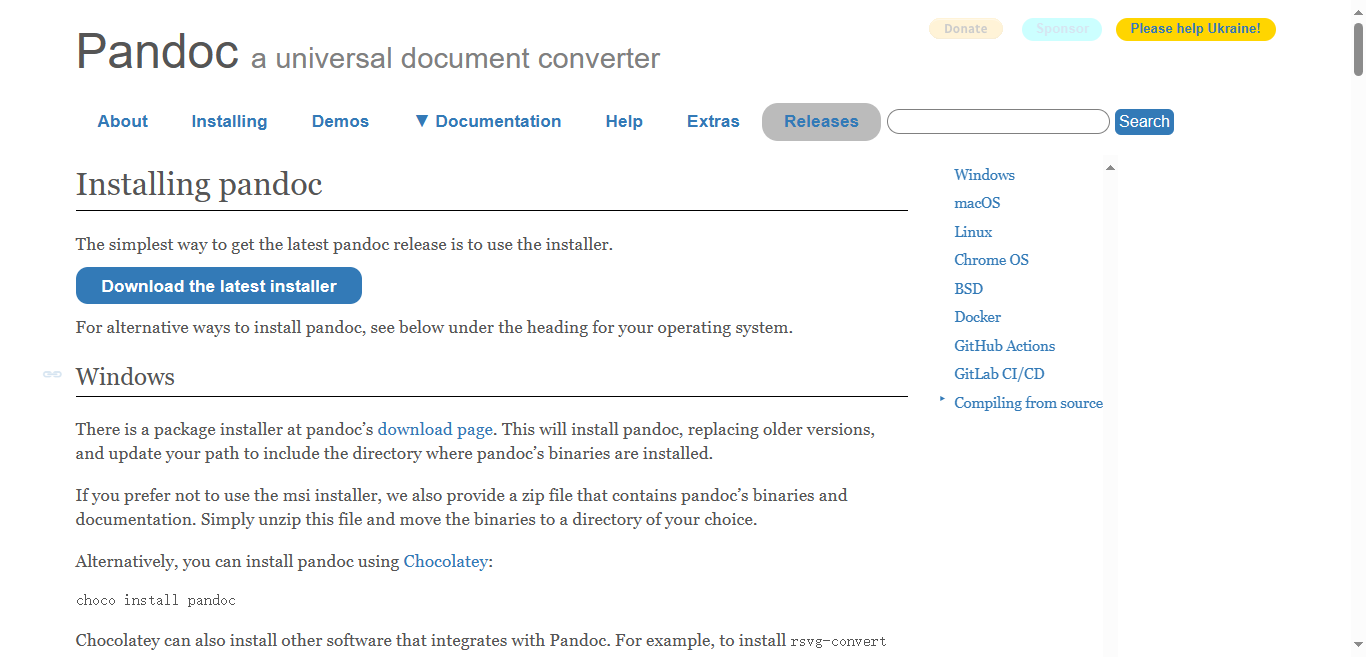 Donate Sponsor Please help Ukraine!
Pandoc a universal document converter
About Installing Demos ▼ Documentation Help Extras Releases Search
Installing pandoc
The simplest way to get the latest pandoc release is to use the installer.
Download the latest installer
For alternative ways to install pandoc, see below under the heading for your operating system.
Windows
There is a package installer at pandoc’s download page. This will install pandoc, replacing older versions,
and update your path to include the directory where pandoc’s binaries are installed.
If you prefer not to use the msi installer, we also provide a zip file that contains pandoc’s binaries and
documentation. Simply unzip this file and move the binaries to a directory of your choice.
Alternatively, you can install pandoc using Chocolatey:
choco install pandoc
Chocolatey can also install other software that integrates with Pandoc. For example, to install rsvg-convert
Windows
macOS
Linux
Chrome OS
BSD
Docker
GitHub Actions
GitLab CI/CD
Compiling from source